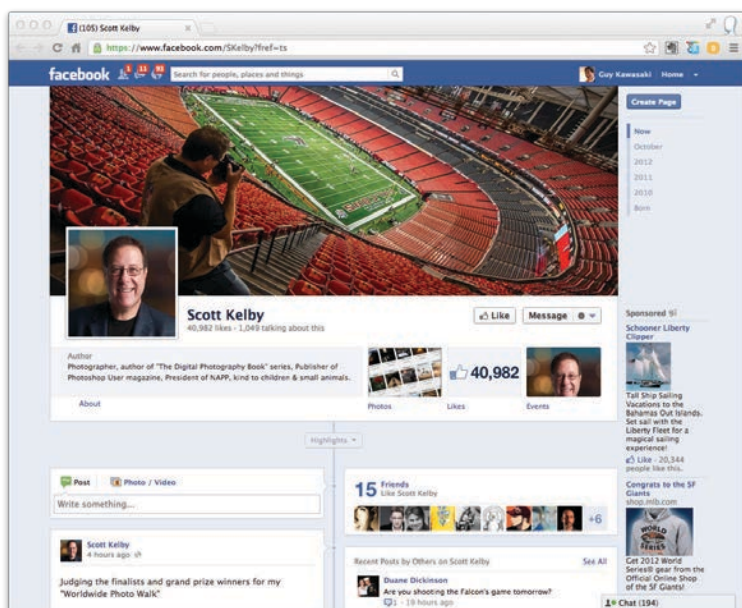 (105) Scott Kelby
https://www.facebook.com/SKelby?fref=ts
facebook
1 11 93
Search for people, places and things
Guy Kawasaki Home
Create Page
Now
October
2012
2011
2010
Born
Scott Kelby
40,982 likes · 1,049 talking about this
Like
Message
Author
Photographer, author of "The Digital Photography Book" series, Publisher of
Photoshop User magazine, President of NAPP, kind to children & small animals.
About
Photos
40,982
Likes
Events
Highlights
Post
Photo / Video
Write something...
Scott Kelby
4 hours ago
Judging the finalists and grand prize winners for my
"Worldwide Photo Walk"
15 Friends
Like Scott Kelby
+6
Recent Posts by Others on Scott Kelby
See All
Duane Dickinson
Are you shooting the Falcon's game tomorrow?
1 · 19 hours ago
Sponsored
Schooner Liberty
Clipper
Tall Ship Sailing
Vacations to the
Bahamas Out Islands.
Set sail with the
Liberty Fleet for a
magical sailing
experience!
Like · 20,344
people like this.
Congrats to the SF
Giants
shop.mlb.com
WORLD
SERIES
Get 2012 World
Series® gear from the
Official Online Shop
of the SF Giants!
Chat (194)